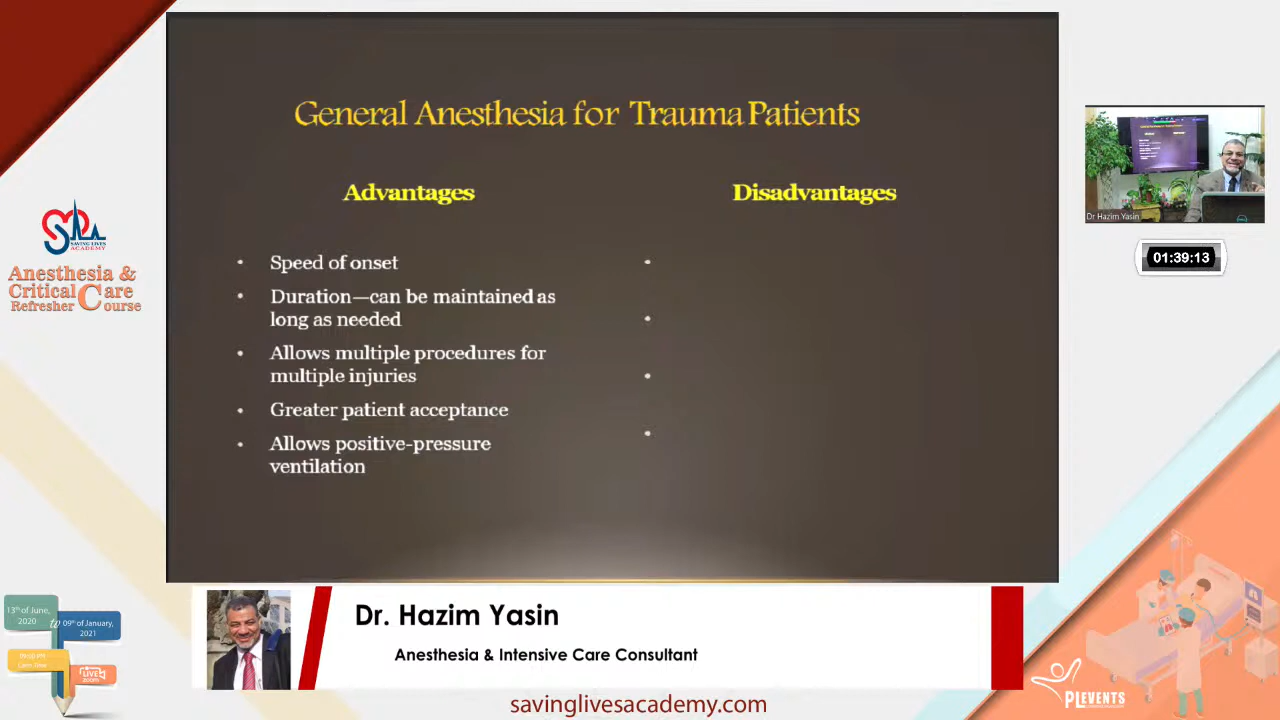 General Anesthesia for Trauma Patients
Advantages
Disadvantages
• Speed of onset
• Duration—can be maintained as
long as needed
• Allows multiple procedures for
multiple injuries
• Greater patient acceptance
• Allows positive-pressure
ventilation
•
•
•
•
SAVING LIVES
ACADEMY
Anesthesia &
Critical Care
Refresher Course
Dr Hazim Yasin
01:39:13
13th of June,
2020
to
09th of January,
2021
LIVE
Dr. Hazim Yasin
Anesthesia & Intensive Care Consultant
savinglivesacademy.com
PLEVENTS